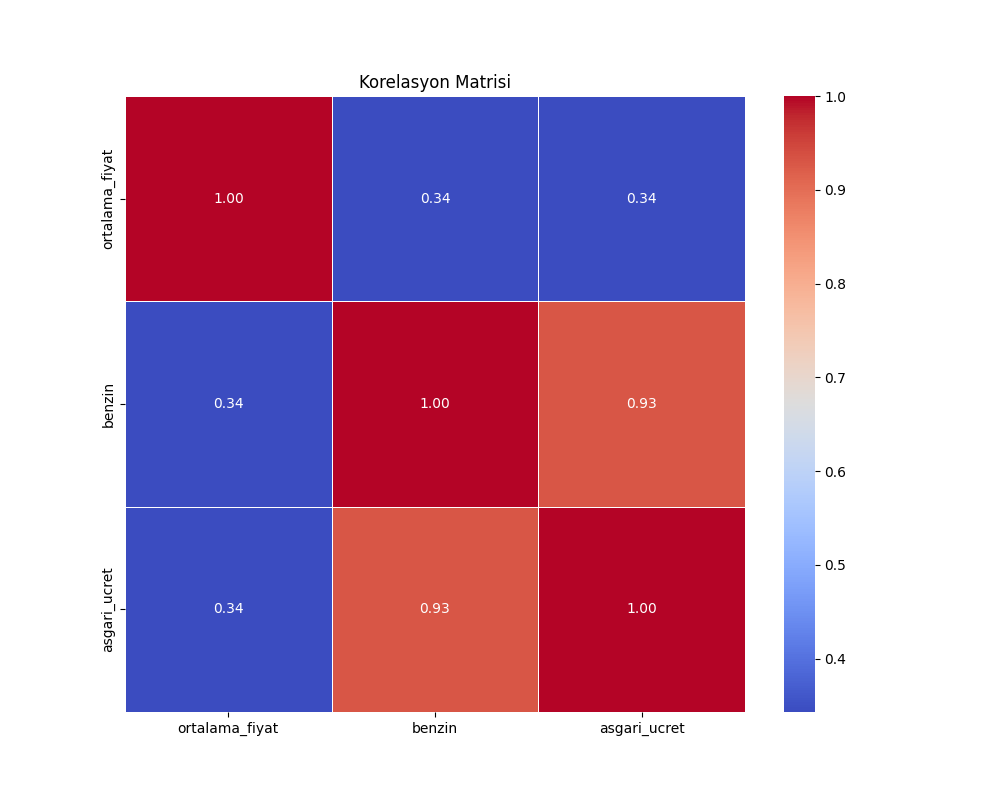 Korelasyon Matrisi
ortalama_fiyat
1.00
0.34
0.34
benzin
0.34
1.00
0.93
asgari_ucret
0.34
0.93
1.00
ortalama_fiyat
benzin
asgari_ucret
1.0
0.9
0.8
0.7
0.6
0.5
0.4